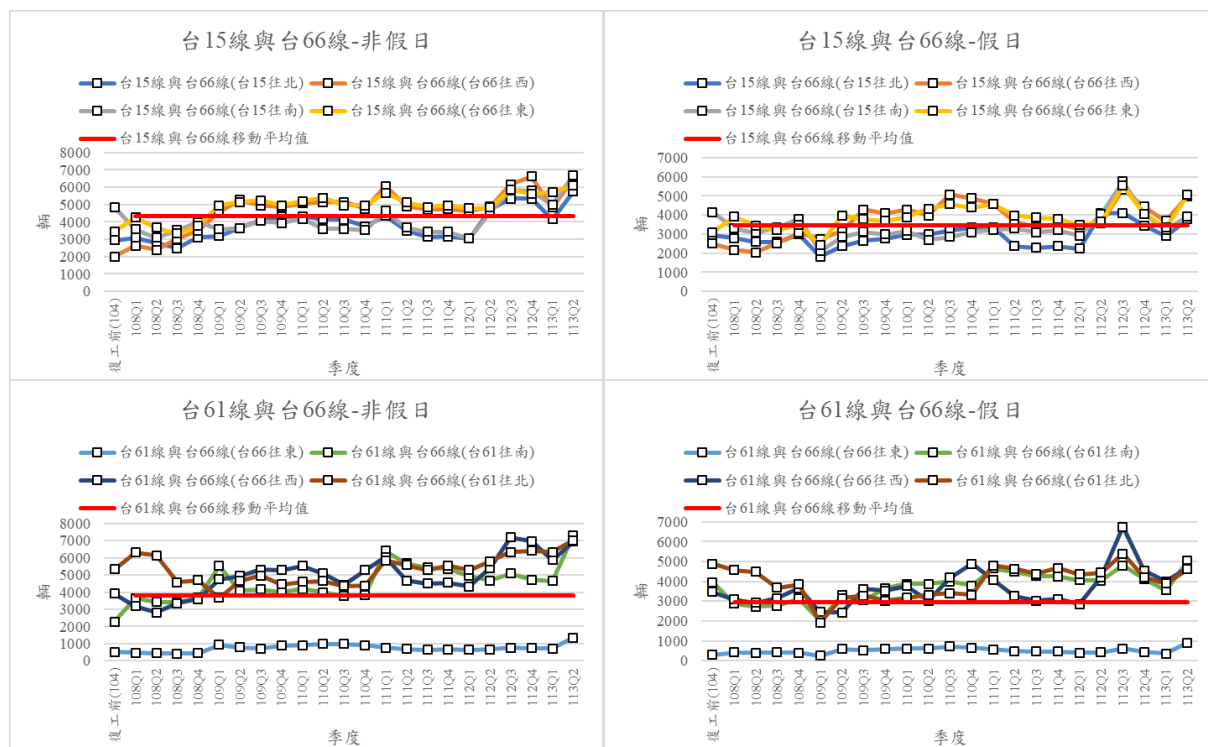 台15線與台66線-非假日
台15線與台66線(台15往北) 台15線與台66線(台66往西)
台15線與台66線(台15往南) 台15線與台66線(台66往東)
台15線與台66線移動平均值
8000
7000
6000
5000
4000
3000
2000
1000
0
輛
復工前(104) 108Q1 108Q2 108Q3 108Q4 109Q1 109Q2 109Q3 109Q4 110Q1 110Q2 110Q3 110Q4 111Q1 111Q2 111Q3 111Q4 112Q1 112Q2 112Q3 112Q4 113Q1 113Q2
季度
台15線與台66線-假日
台15線與台66線(台15往北) 台15線與台66線(台66往西)
台15線與台66線(台15往南) 台15線與台66線(台66往東)
台15線與台66線移動平均值
7000
6000
5000
4000
3000
2000
1000
0
輛
復工前(104) 108Q1 108Q2 108Q3 108Q4 109Q1 109Q2 109Q3 109Q4 110Q1 110Q2 110Q3 110Q4 111Q1 111Q2 111Q3 111Q4 112Q1 112Q2 112Q3 112Q4 113Q1 113Q2
季度
台61線與台66線-非假日
台61線與台66線(台66往東) 台61線與台66線(台61往南)
台61線與台66線(台66往西) 台61線與台66線(台61往北)
台61線與台66線移動平均值
8000
7000
6000
5000
4000
3000
2000
1000
0
輛
復工前(104) 108Q1 108Q2 108Q3 108Q4 109Q1 109Q2 109Q3 109Q4 110Q1 110Q2 110Q3 110Q4 111Q1 111Q2 111Q3 111Q4 112Q1 112Q2 112Q3 112Q4 113Q1 113Q2
季度
台61線與台66線-假日
台61線與台66線(台66往東) 台61線與台66線(台61往南)
台61線與台66線(台66往西) 台61線與台66線(台61往北)
台61線與台66線移動平均值
7000
6000
5000
4000
3000
2000
1000
0
輛
復工前(104) 108Q1 108Q2 108Q3 108Q4 109Q1 109Q2 109Q3 109Q4 110Q1 110Q2 110Q3 110Q4 111Q1 111Q2 111Q3 111Q4 112Q1 112Q2 112Q3 112Q4 113Q1 113Q2
季度